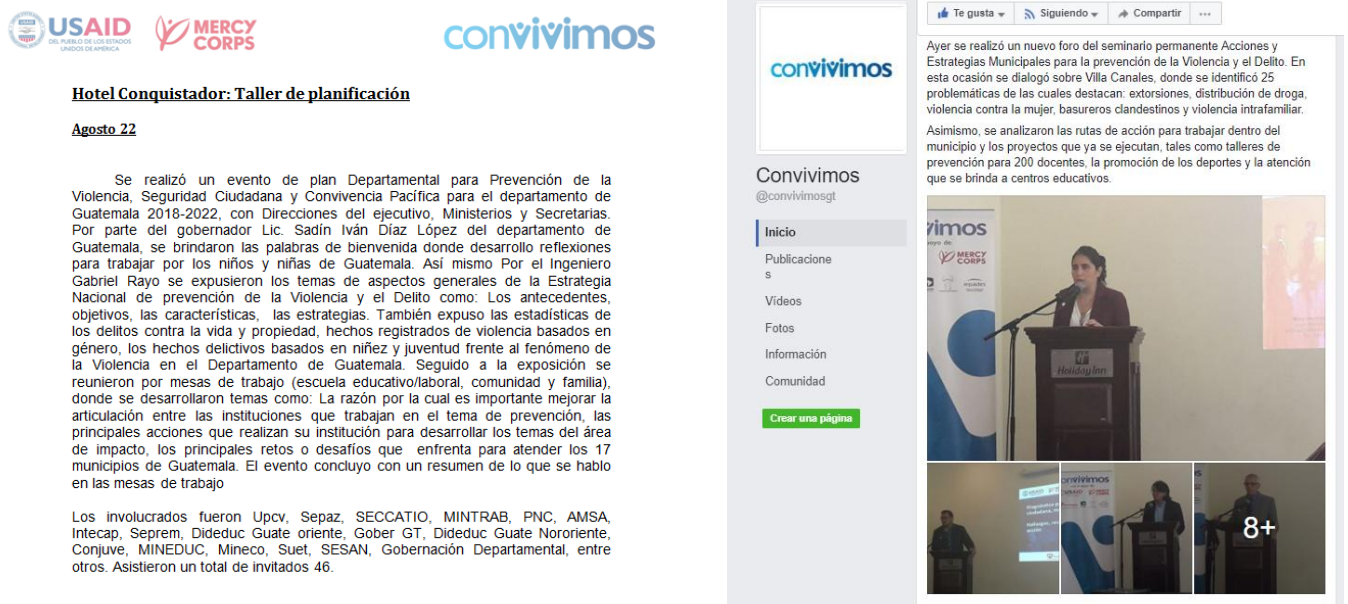 USAID
DEL PUEBLO DE LOS ESTADOS
UNIDOS DE AMÉRICA
MERCY
CORPS
convivimos
Hotel Conquistador: Taller de planificación
Agosto 22
Se realizó un evento de plan Departamental para Prevención de la
Violencia, Seguridad Ciudadana y Convivencia Pacífica para el departamento de
Guatemala 2018-2022, con Direcciones del ejecutivo, Ministerios y Secretarias.
Por parte del gobernador Lic. Sadín Iván Díaz López del departamento de
Guatemala, se brindaron las palabras de bienvenida donde desarrollo reflexiones
para trabajar por los niños y niñas de Guatemala. Así mismo Por el Ingeniero
Gabriel Rayo se expusieron los temas de aspectos generales de la Estrategia
Nacional de prevención de la Violencia y el Delito como: Los antecedentes,
objetivos, las características, las estrategias. También expuso las estadísticas de
los delitos contra la vida y propiedad, hechos registrados de violencia basados en
género, los hechos delictivos basados en niñez y juventud frente al fenómeno de
la Violencia en el Departamento de Guatemala. Seguido a la exposición se
reunieron por mesas de trabajo (escuela educativo/laboral, comunidad y familia),
donde se desarrollaron temas como: La razón por la cual es importante mejorar la
articulación entre las instituciones que trabajan en el tema de prevención, las
principales acciones que realizan su institución para desarrollar los temas del área
de impacto, los principales retos o desafíos que enfrenta para atender los 17
municipios de Guatemala. El evento concluyo con un resumen de lo que se hablo
en las mesas de trabajo
Los involucrados fueron Upcv, Sepaz, SECCATIO, MINTRAB, PNC, AMSA,
Intecap, Seprem, Dideduc Guate oriente, Gober GT, Dideduc Guate Nororiente,
Conjuve, MINEDUC, Mineco, Suet, SESAN, Gobernación Departamental, entre
otros. Asistieron un total de invitados 46.
convivimos
Convivimos
@convivimosgt
Inicio
Publicacione
s
Vídeos
Fotos
Información
Comunidad
Crear una página
Te gusta
Siguiendo
Compartir
...
Ayer se realizó un nuevo foro del seminario permanente Acciones y
Estrategias Municipales para la prevención de la Violencia y el Delito. En
esta ocasión se dialogó sobre Villa Canales, donde se identificó 25
problemáticas de las cuales destacan: extorsiones, distribución de droga,
violencia contra la mujer, basureros clandestinos y violencia intrafamiliar.
Asimismo, se analizaron las rutas de acción para trabajar dentro del
municipio y los proyectos que ya se ejecutan, tales como talleres de
prevención para 200 docentes, la promoción de los deportes y la atención
que se brinda a centros educativos.
vimos
MERCY
CORPS
Holiday Inn
USAID
onvivimos
USAID
MERCY
CORPS
8+